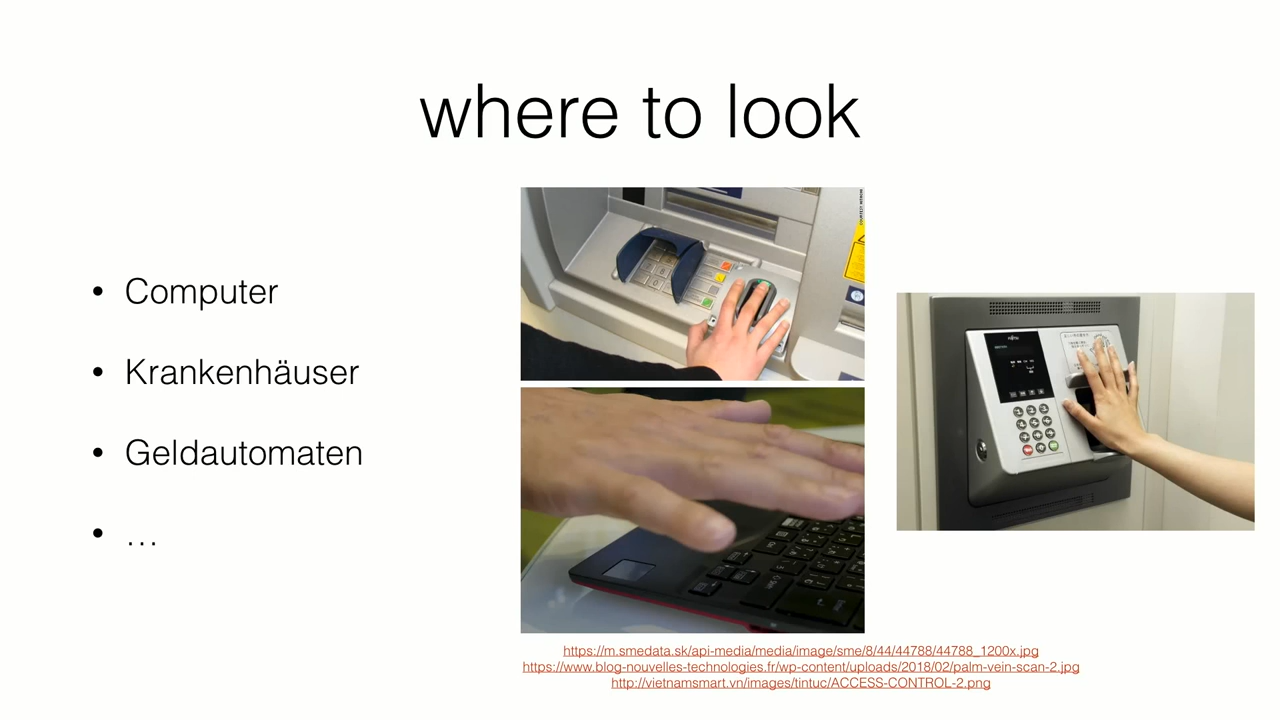 where to look
• Computer
• Krankenhäuser
• Geldautomaten
• …
FUJITSU
https://m.smedata.sk/api-media/media/image/sme/8/44/44788/44788_1200x.jpg
https://www.blog-nouvelles-technologies.fr/wp-content/uploads/2018/02/palm-vein-scan-2.jpg
http://vietnamsmart.vn/images/tintuc/ACCESS-CONTROL-2.png